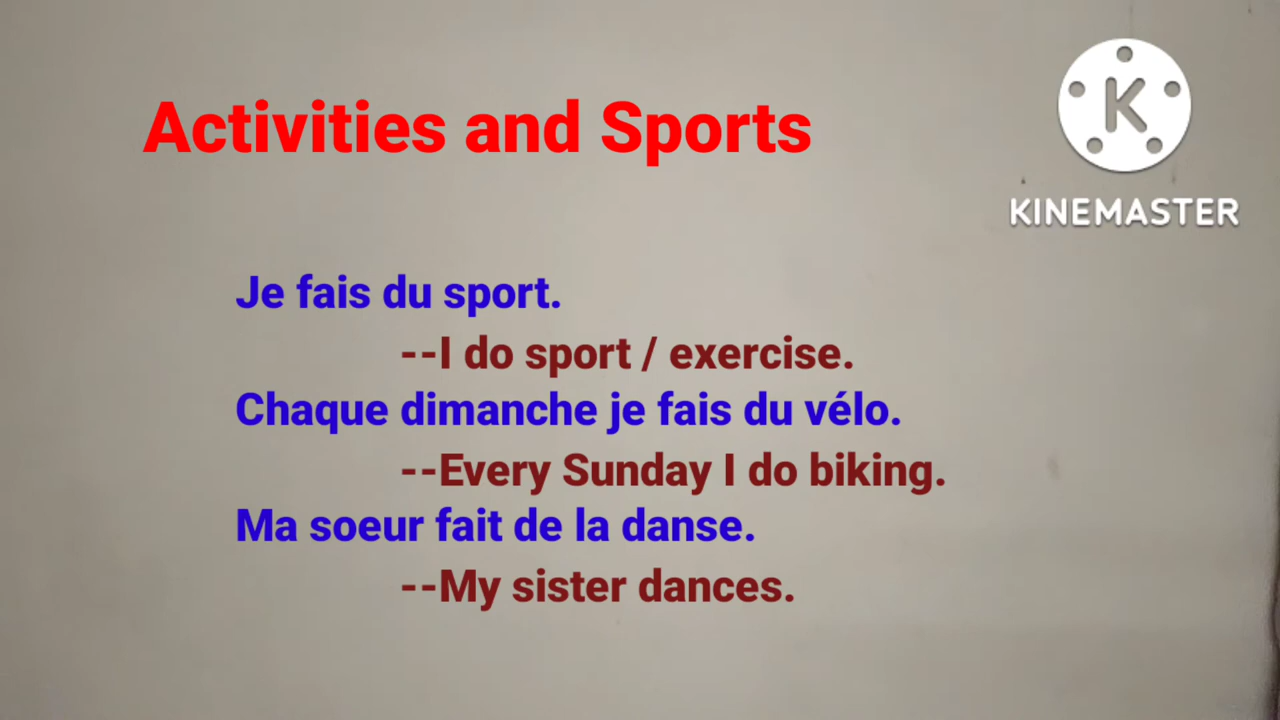 Activities and Sports
K
KINEMASTER
Je fais du sport.
--I do sport / exercise.
Chaque dimanche je fais du vélo.
--Every Sunday I do biking.
Ma soeur fait de la danse.
--My sister dances.